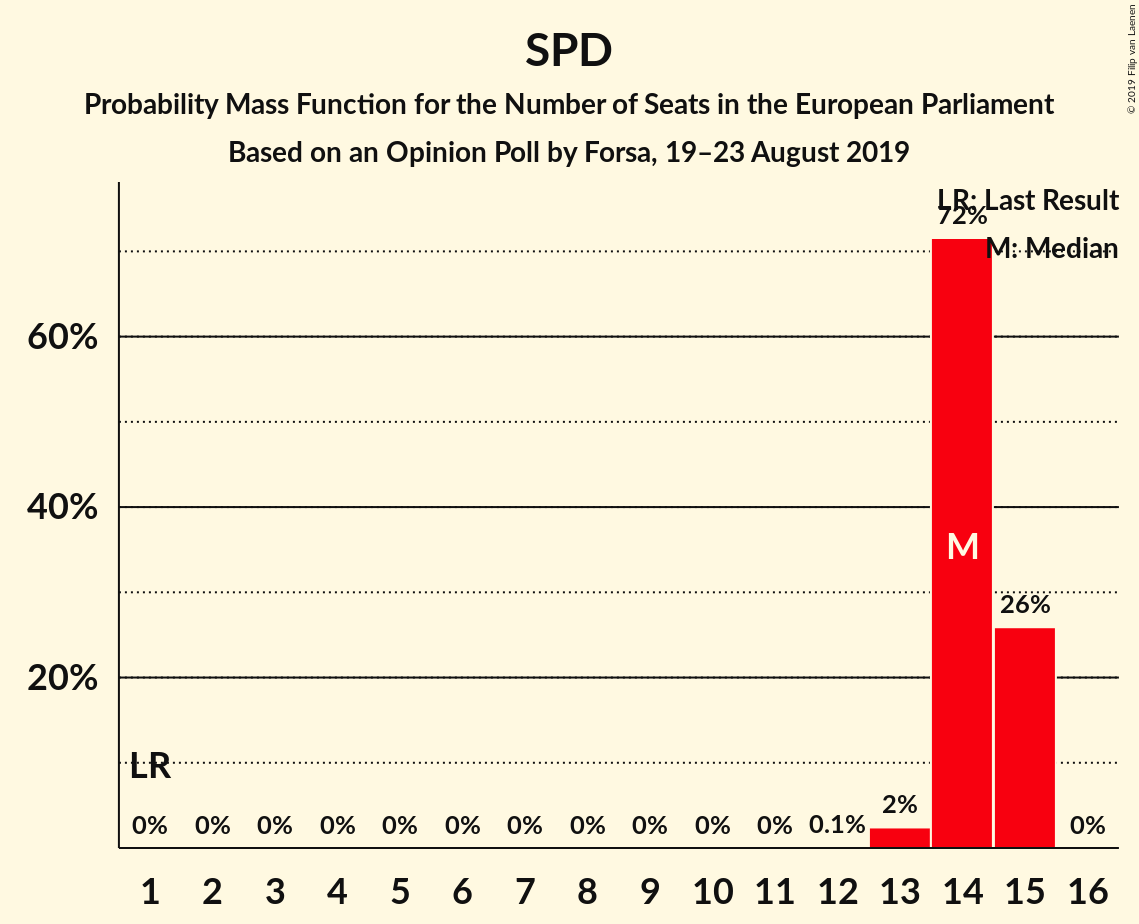 SPD
Probability Mass Function for the Number of Seats in the European Parliament
Based on an Opinion Poll by Forsa, 19–23 August 2019
© 2019 Filip van Laenen
LR: Last Result
M: Median
72%
60%
40%
20%
M
26%
LR
0% 0% 0% 0% 0% 0% 0% 0% 0% 0% 0% 0.1% 2% 0%
1 2 3 4 5 6 7 8 9 10 11 12 13 14 15 16